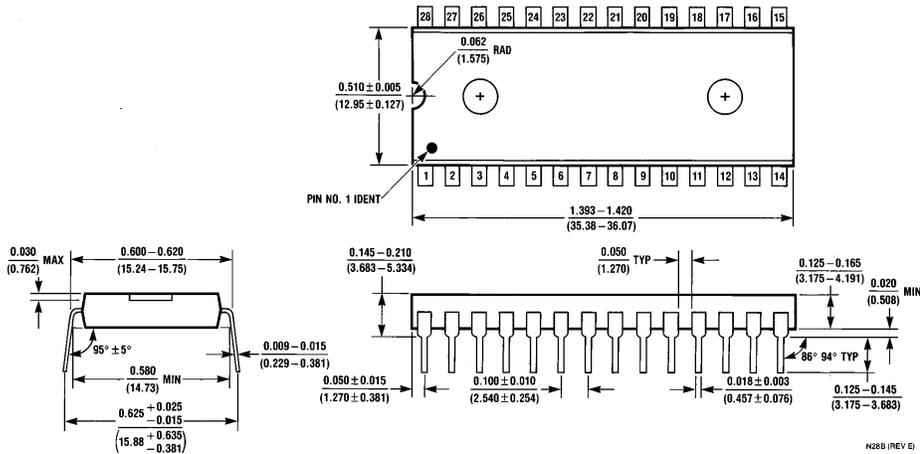 28 27 26 25 24 23 22 21 20 19 18 17 16 15
0.062
(1.575)
RAD
0.510 ± 0.005
(12.95 ± 0.127)
PIN NO. 1 IDENT
1 2 3 4 5 6 7 8 9 10 11 12 13 14
1.393 – 1.420
(35.38 – 36.07)
0.030
(0.762)
MAX
0.600 – 0.620
(15.24 – 15.75)
95° ± 5°
0.580
(14.73)
MIN
0.009 – 0.015
(0.229 – 0.381)
0.625 +0.025
-0.015
(15.88 +0.635
-0.381)
0.145 – 0.210
(3.683 – 5.334)
0.050
(1.270)
TYP
0.125 – 0.165
(3.175 – 4.191)
0.020
(0.508)
MIN
86° 94° TYP
0.050 ± 0.015
(1.270 ± 0.381)
0.100 ± 0.010
(2.540 ± 0.254)
0.018 ± 0.003
(0.457 ± 0.076)
0.125 – 0.145
(3.175 – 3.683)
N28B (REV E)